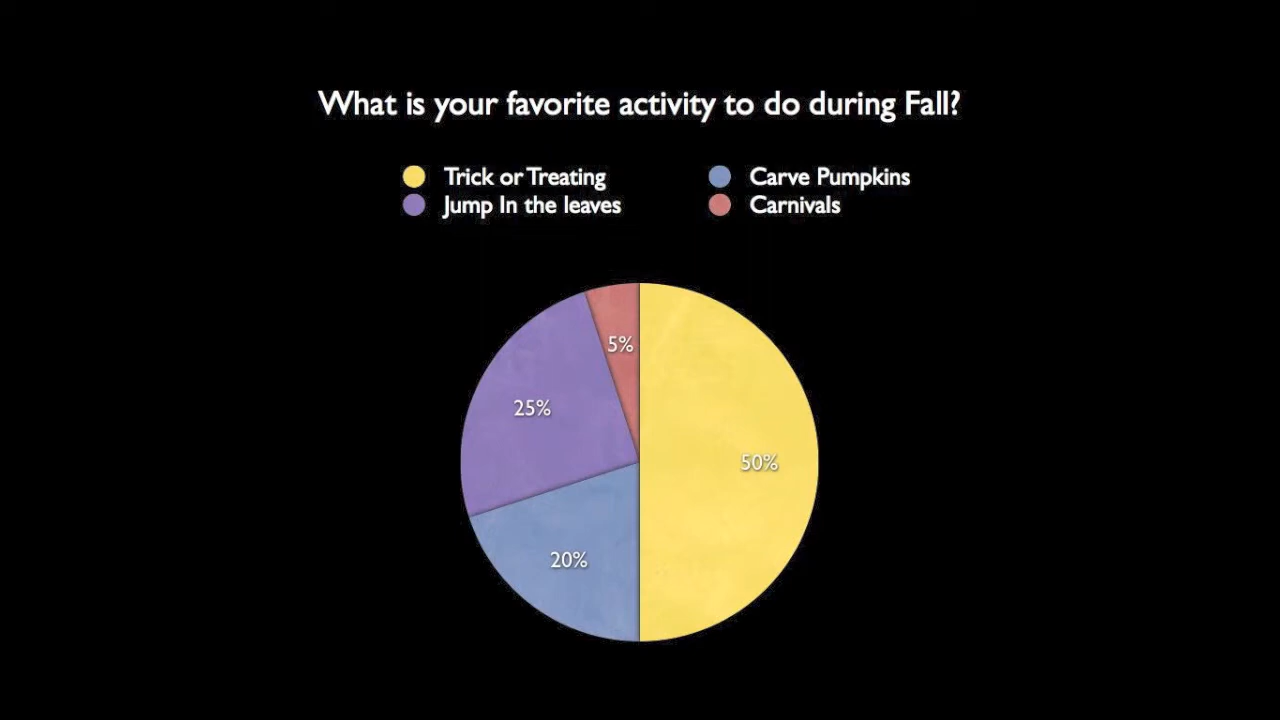 What is your favorite activity to do during Fall?
Trick or Treating Carve Pumpkins
Jump In the leaves Carnivals
5%
25%
50%
20%